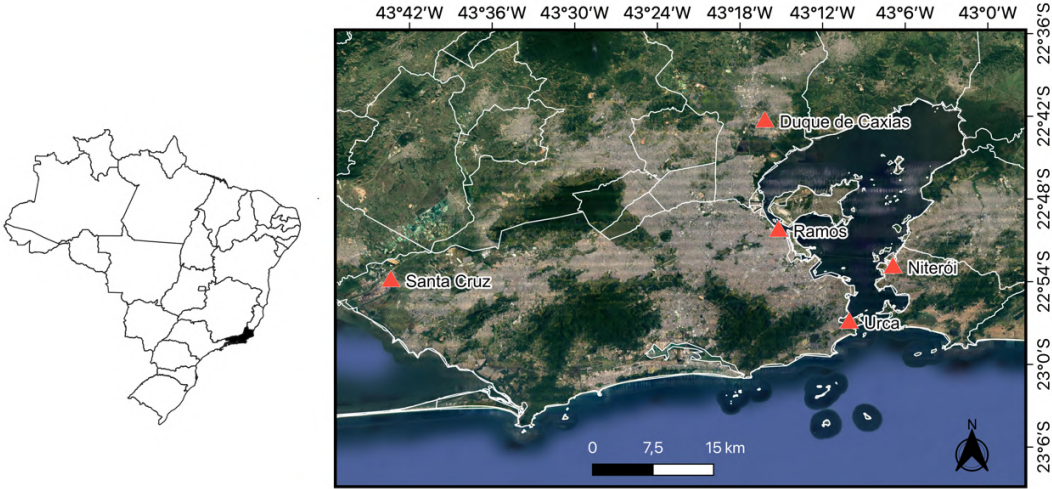 43°42′W 43°36′W 43°30′W 43°24′W 43°18′W 43°12′W 43°6′W 43°0′W
22°36′S
22°42′S
Duque de Caxias
22°48′S
Ramos
Niterói
22°54′S
Santa Cruz
Urca
23°0′S
N
0 7,5 15 km
23°6′S